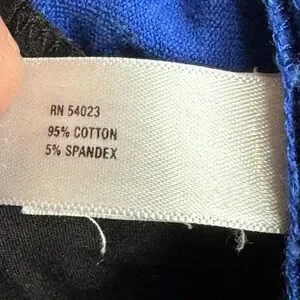 RN 54023
95% COTTON
5% SPANDEX